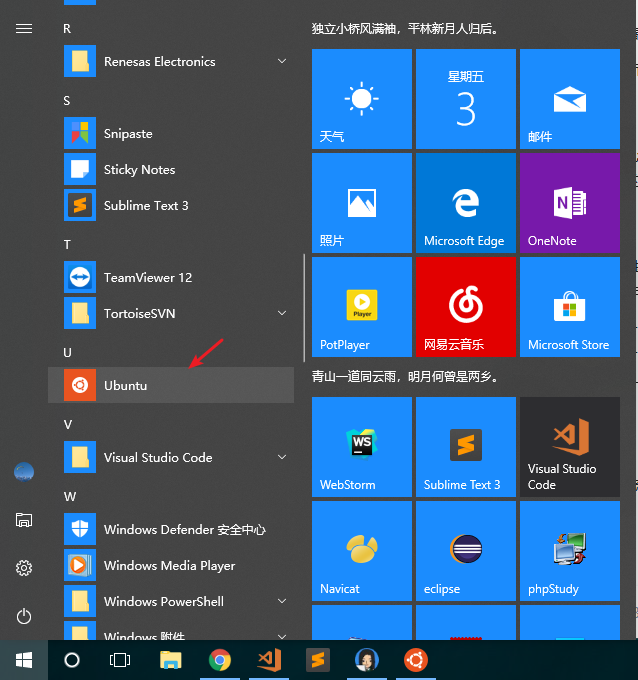 R
Renesas Electronics
S
Snipaste
Sticky Notes
Sublime Text 3
T
TeamViewer 12
TortoiseSVN
U
Ubuntu
V
Visual Studio Code
W
Windows Defender 安全中心
Windows Media Player
Windows PowerShell
Windows 附件
独立小桥风满袖，平林新月人归后。
天气
星期五
3
邮件
照片
Microsoft Edge
N
OneNote
Player
PotPlayer
网易云音乐
Microsoft Store
青山一道同云雨，明月何曾是两乡。
WS
WebStorm
Sublime Text 3
Visual Studio
Code
Navicat
eclipse
phpStudy